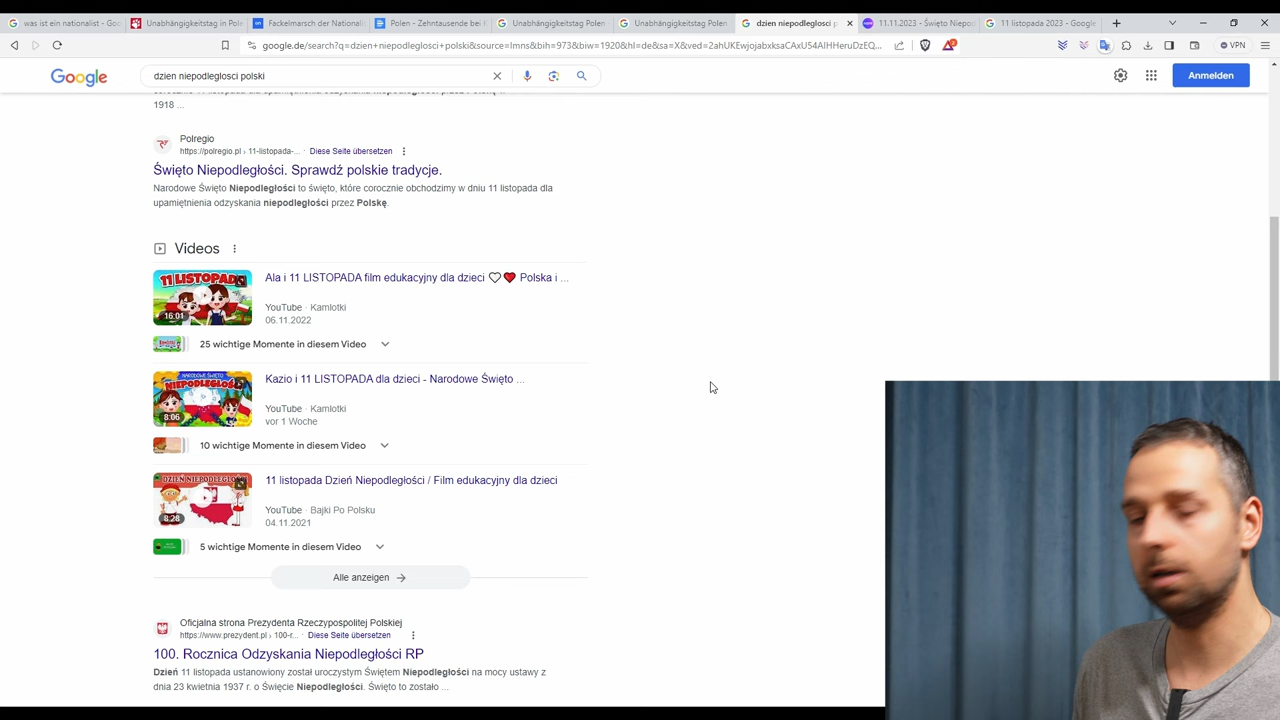 was ist ein nationalist - Goo
Unabhängigkeitstag in Pole
Fackelmarsch der Nationali
Polen - Zehntausende bei K
Unabhängigkeitstag Polen
Unabhängigkeitstag Polen
dzien niepodleglosci p
11.11.2023 - Święto Niepod
11 listopada 2023 - Google
google.de/search?q=dzien+niepodleglosci+polski&source=lmns&bih=973&biw=1920&hl=de&sa=X&ved=2ahUKEwjojabxksaCAxU54AIHHeruDzEQ...
VPN
Google
dzien niepodleglosci polski
Anmelden
1918 ...
Polregio
https://polregio.pl › 11-listopada-... · Diese Seite übersetzen
Święto Niepodległości. Sprawdź polskie tradycje.
Narodowe Święto Niepodległości to święto, które corocznie obchodzimy w dniu 11 listopada dla
upamiętnienia odzyskania niepodległości przez Polskę.
Videos
11 LISTOPADA
16:01
Ala i 11 LISTOPADA film edukacyjny dla dzieci 🤍❤️ Polska i ...
YouTube · Kamlotki
06.11.2022
25 wichtige Momente in diesem Video
NARODOWE ŚWIĘTO
NIEPODLEGŁOŚCI
8:06
Kazio i 11 LISTOPADA dla dzieci - Narodowe Święto ...
YouTube · Kamlotki
vor 1 Woche
10 wichtige Momente in diesem Video
DZIEŃ NIEPODLEGŁOŚCI
8:28
11 listopada Dzień Niepodległości / Film edukacyjny dla dzieci
YouTube · Bajki Po Polsku
04.11.2021
5 wichtige Momente in diesem Video
Alle anzeigen
Oficjalna strona Prezydenta Rzeczypospolitej Polskiej
https://www.prezydent.pl › 100-r... · Diese Seite übersetzen
100. Rocznica Odzyskania Niepodległości RP
Dzień 11 listopada ustanowiony został uroczystym Świętem Niepodległości na mocy ustawy z
dnia 23 kwietnia 1937 r. o Święcie Niepodległości. Święto to zostało ...